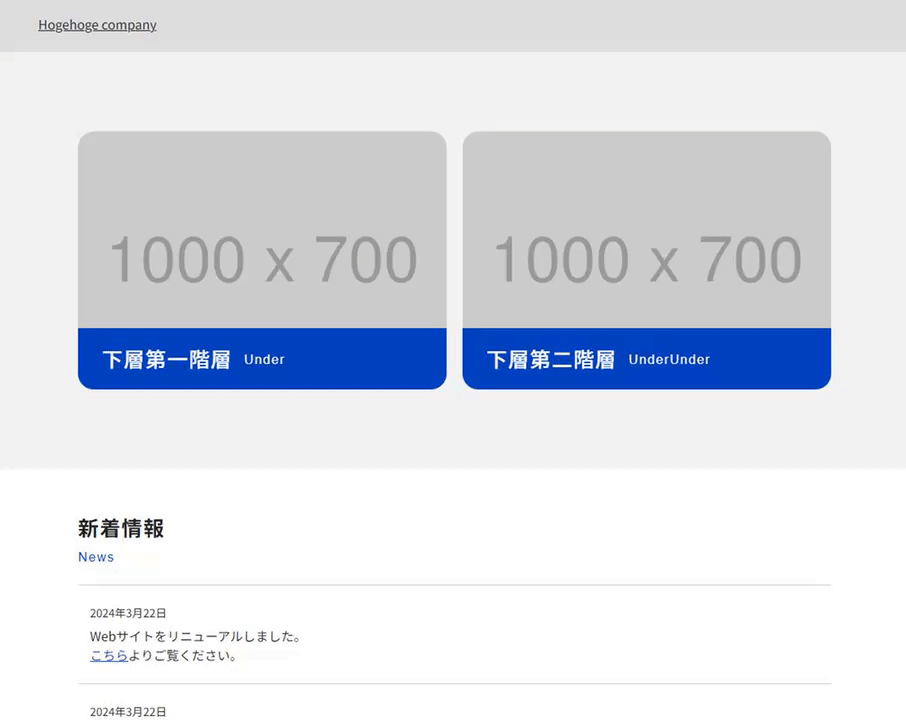 Hogehoge company
1000 x 700
1000 x 700
下層第一階層 Under
下層第二階層 UnderUnder
新着情報
News
2024年3月22日
Webサイトをリニューアルしました。
こちらよりご覧ください。
2024年3月22日